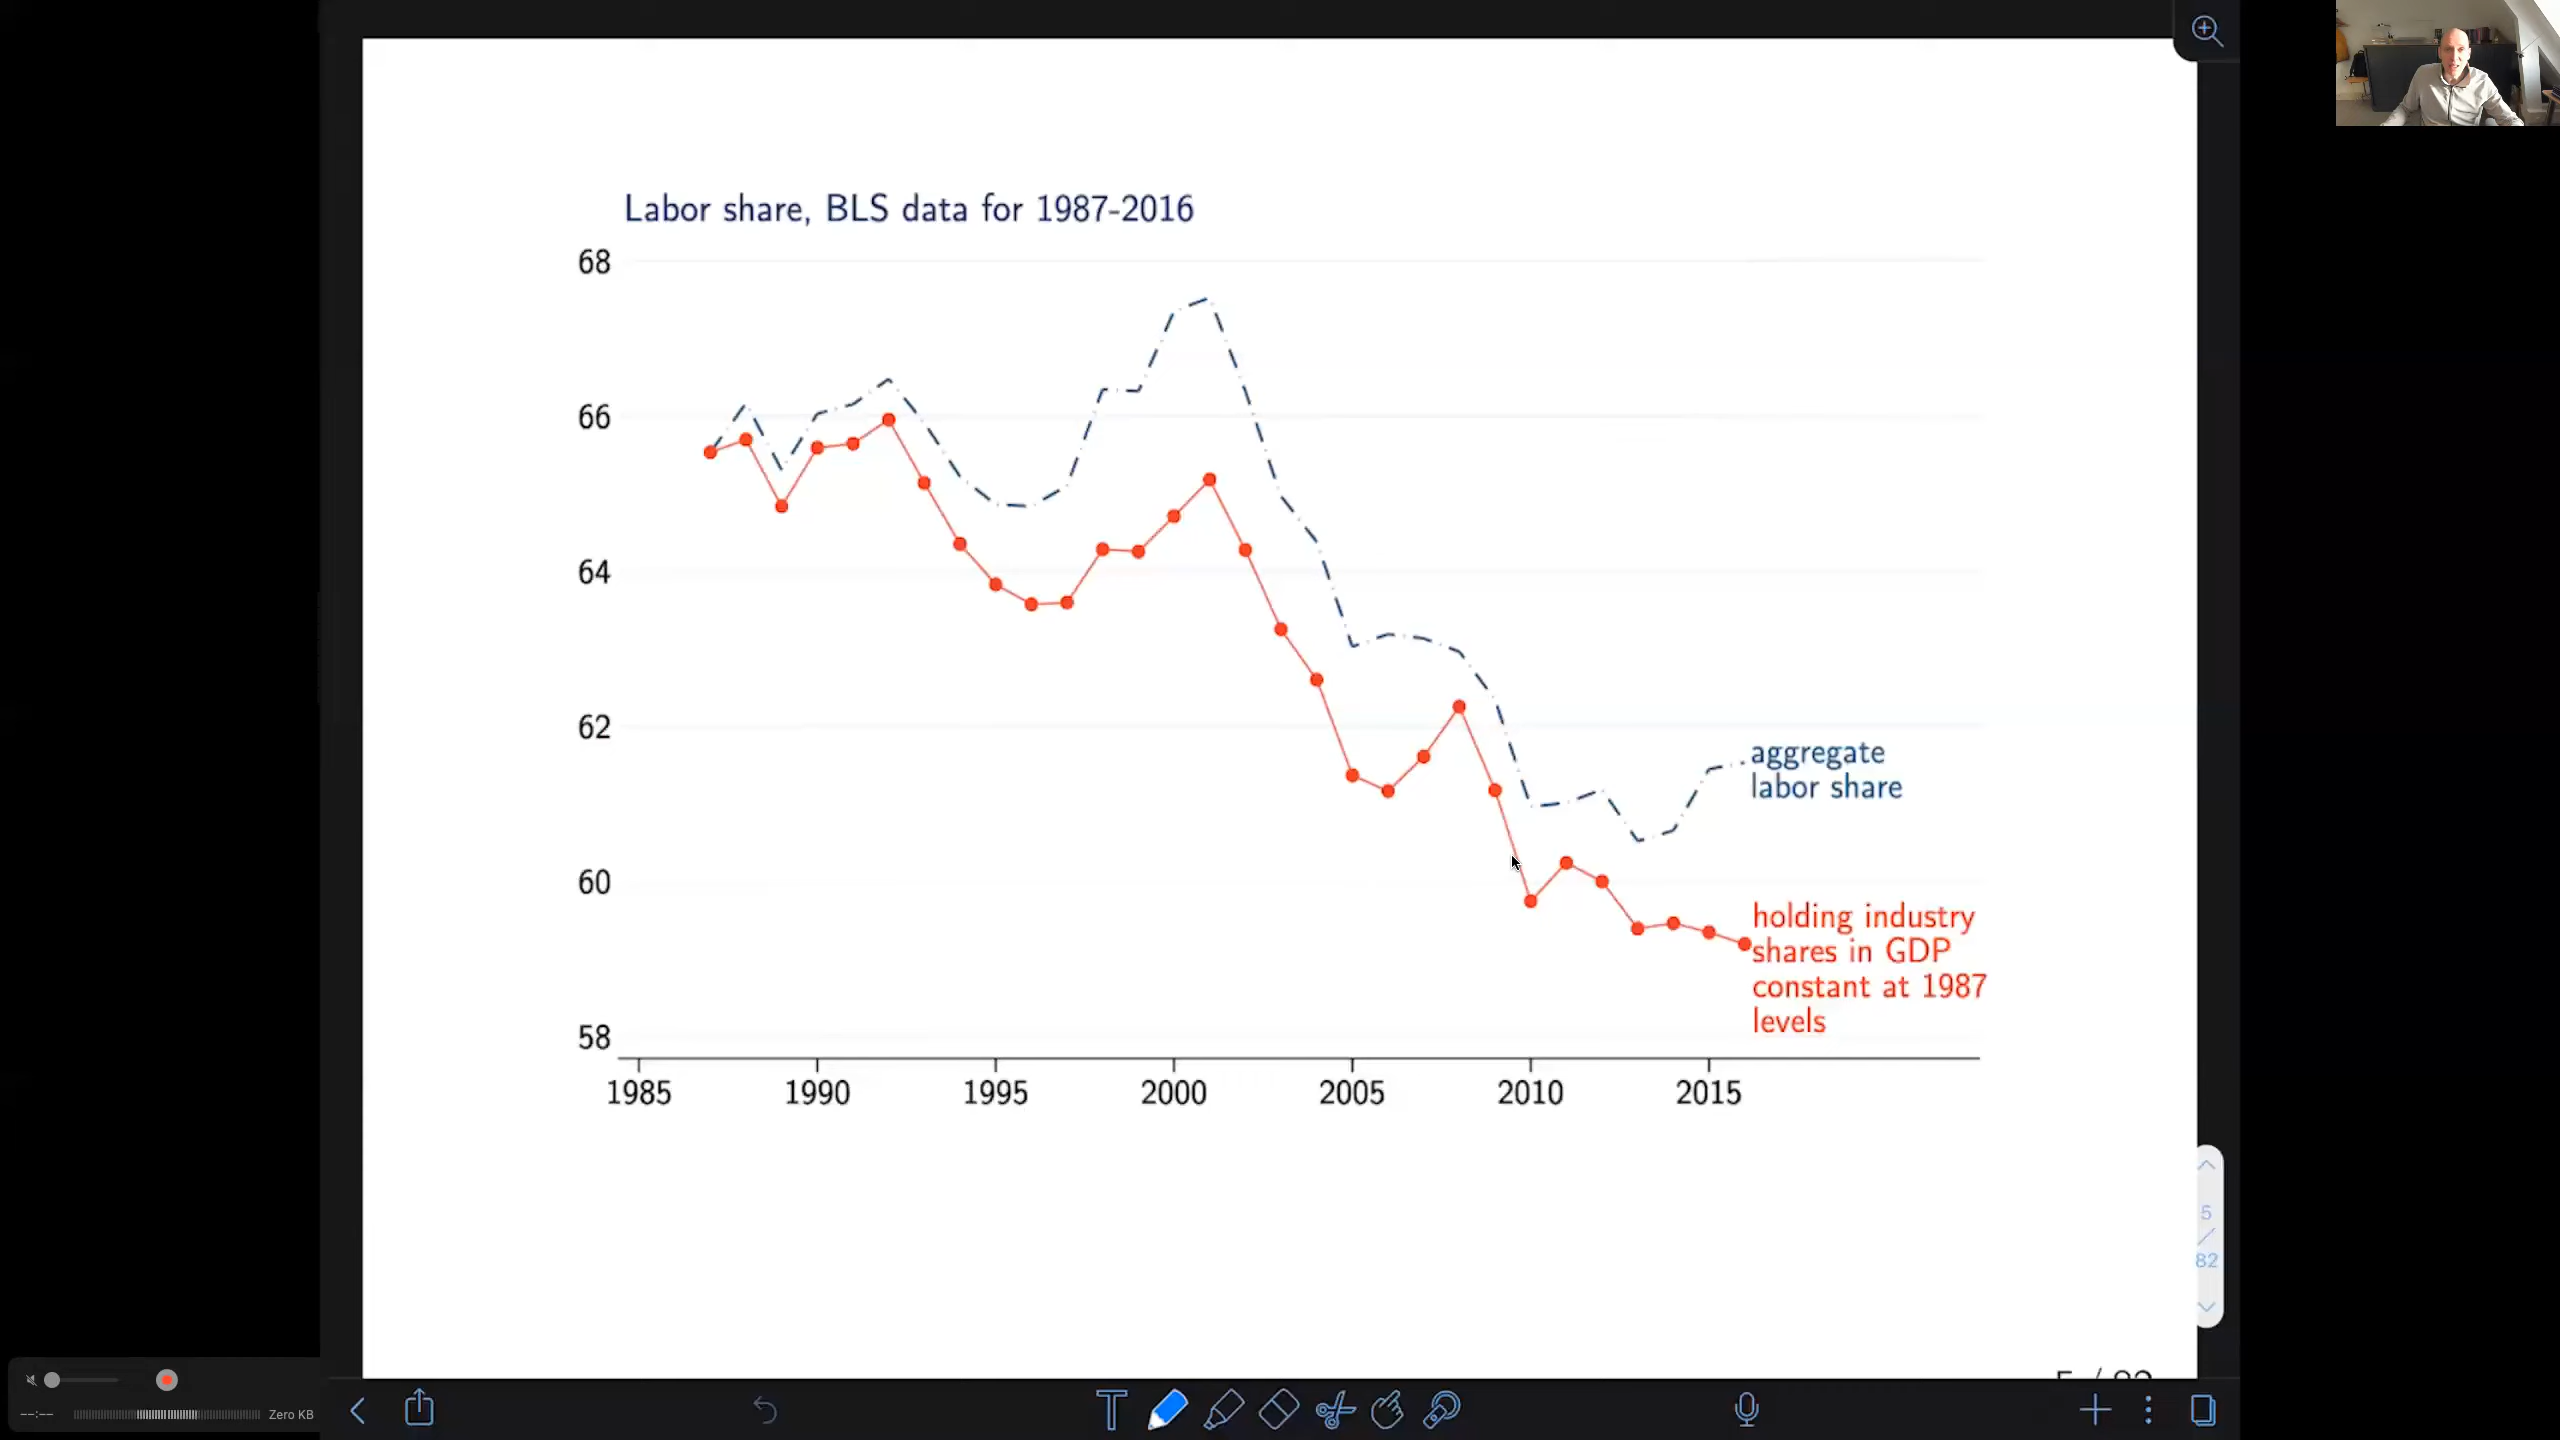 Labor share, BLS data for 1987-2016
68
66
64
62
60
58
1985 1990 1995 2000 2005 2010 2015
aggregate
labor share
holding industry
shares in GDP
constant at 1987
levels
5
/
82
--:-- Zero KB
T